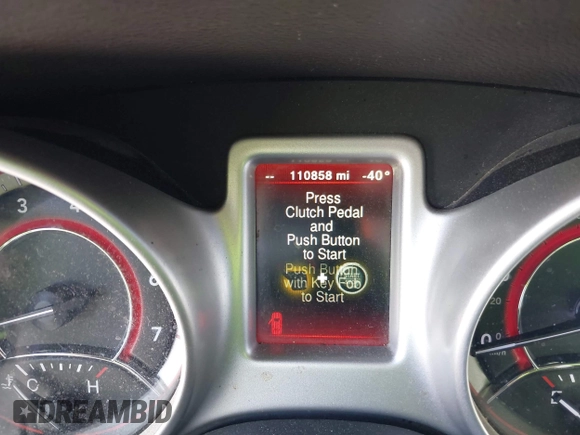 -- 110858 mi -40°
Press
Clutch Pedal
and
Push Button
to Start
Push Button
with Key Fob
to Start
3 4
6
7
C H
0
E
DREAMBID